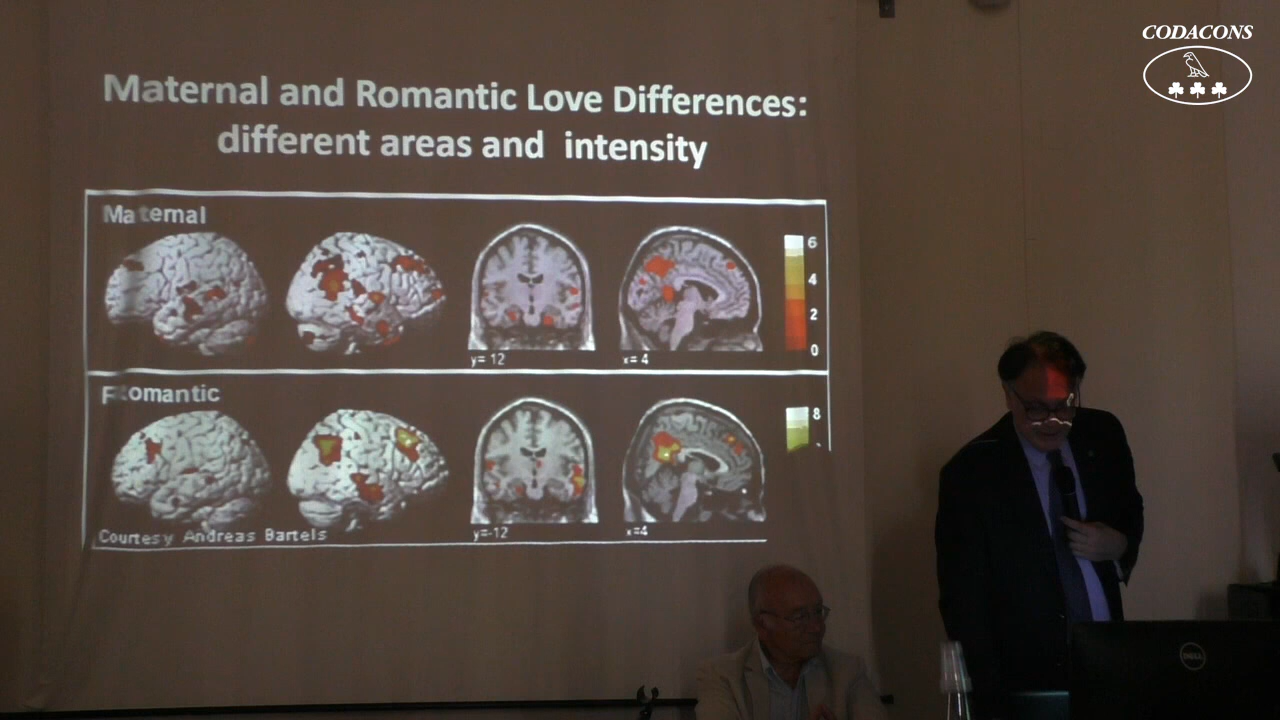 CODACONS
Maternal and Romantic Love Differences:
different areas and intensity
Maternal
6
4
2
0
y= 12
x= 4
Romantic
8
Courtesy Andreas Bartels
y=-12
x=4
DELL